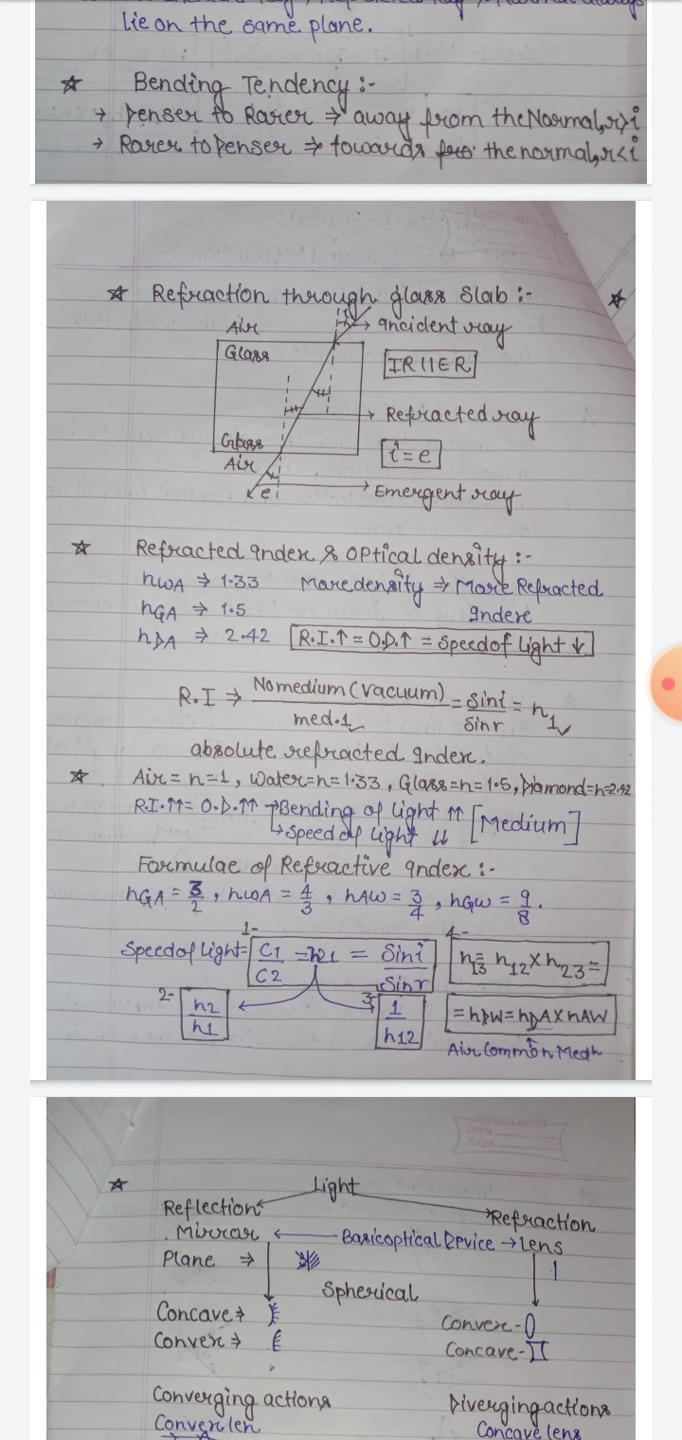 lie on the same plane.
Bending Tendency :-
→ Denser to Rarer ⇒ away from the Normal, r>i
→ Rarer to Denser ⇒ towards the normal, r<i
Refraction through glass Slab :-
Air
→ incident ray
Glass
IR || ER
→ Refracted ray
Glass
i = e
Air
e
→ Emergent ray
Refracted index & Optical density :-
nWA ⇒ 1.33 More density ⇒ More Refracted
nGA ⇒ 1.5 index
nDA ⇒ 2.42 R.I.↑ = O.D.↑ = Speed of Light ↓
R.I ⇒ No medium (vacuum) / med.1 = Sin i / Sin r = n1
absolute refracted index.
Air = n=1, Water = n = 1.33, Glass = n = 1.5, Diamond = n=2.42
R.I.↑↑ = O.D.↑↑ → Bending of light ↑↑ [Medium]
↳ Speed of light ↓↓
Formulae of Refractive index :-
nGA = 3/2, nWA = 4/3, nAW = 3/4, nGW = 9/8.
1- 4-
Speed of light = C1/C2 = n21 = Sin i / Sin r n13 = n12 × n23 =
2- n2/n1 3- 1/n12 = nDW = nDA × nAW
Air Common Meth
Light
Reflection Refraction
Mirror ← Basic optical Device → Lens
Plane ⇒
Spherical
Concave → Convex -
Convex → Concave -
Converging actions Diverging actions
Convex len Concave lens